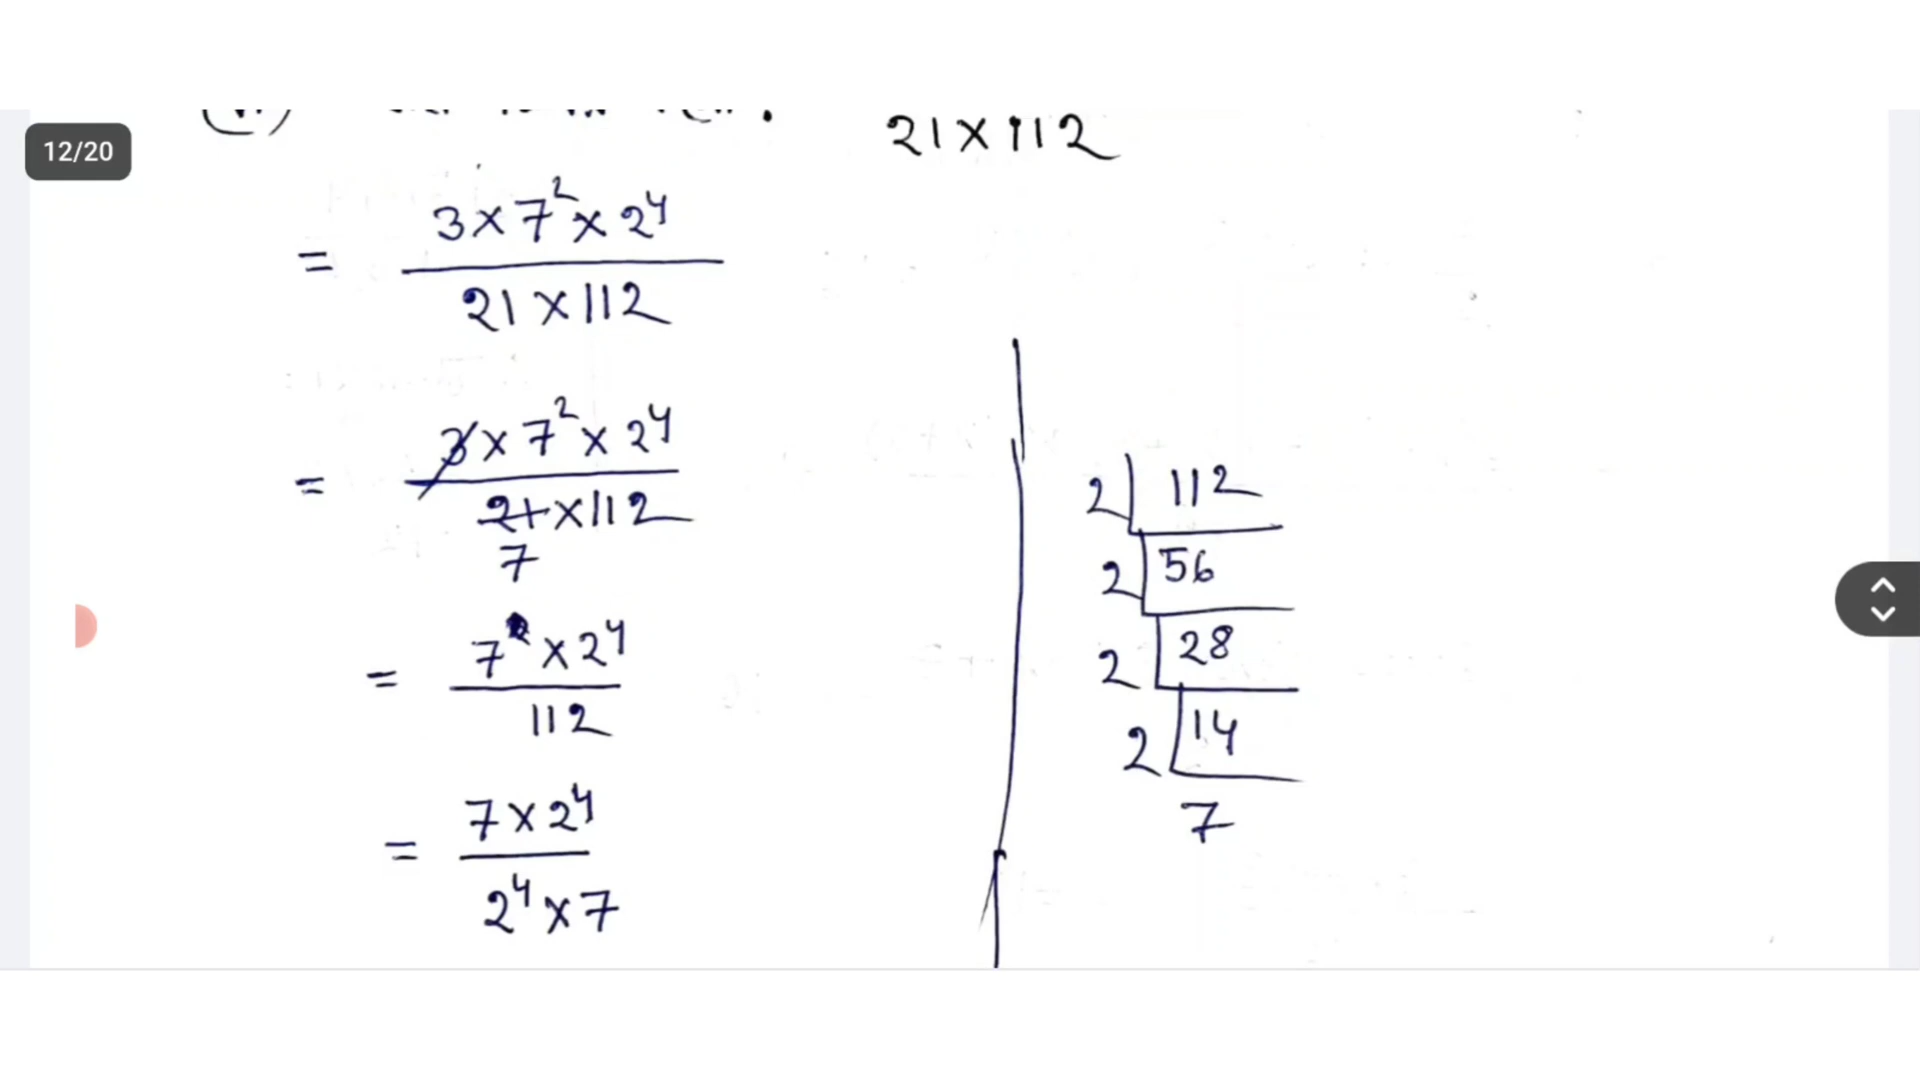 21 x 112
12/20
= 3 x 7² x 2⁴ / 21 x 112
= 3 x 7² x 2⁴ / 21 x 112
7
= 7 x 2⁴ / 112
= 7 x 2⁴ / 2⁴ x 7
2 | 112
2 | 56
2 | 28
2 | 14
7